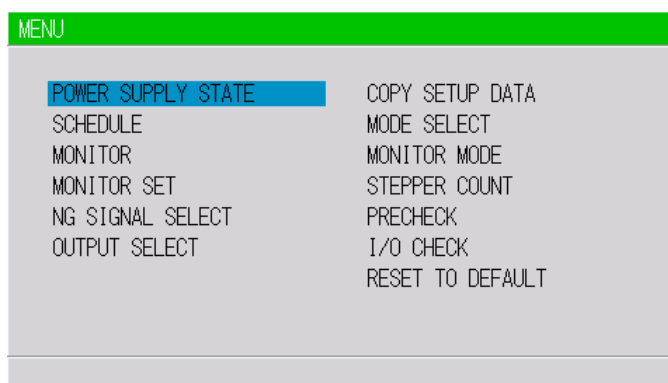 MENU
POWER SUPPLY STATE
SCHEDULE
MONITOR
MONITOR SET
NG SIGNAL SELECT
OUTPUT SELECT
COPY SETUP DATA
MODE SELECT
MONITOR MODE
STEPPER COUNT
PRECHECK
I/O CHECK
RESET TO DEFAULT